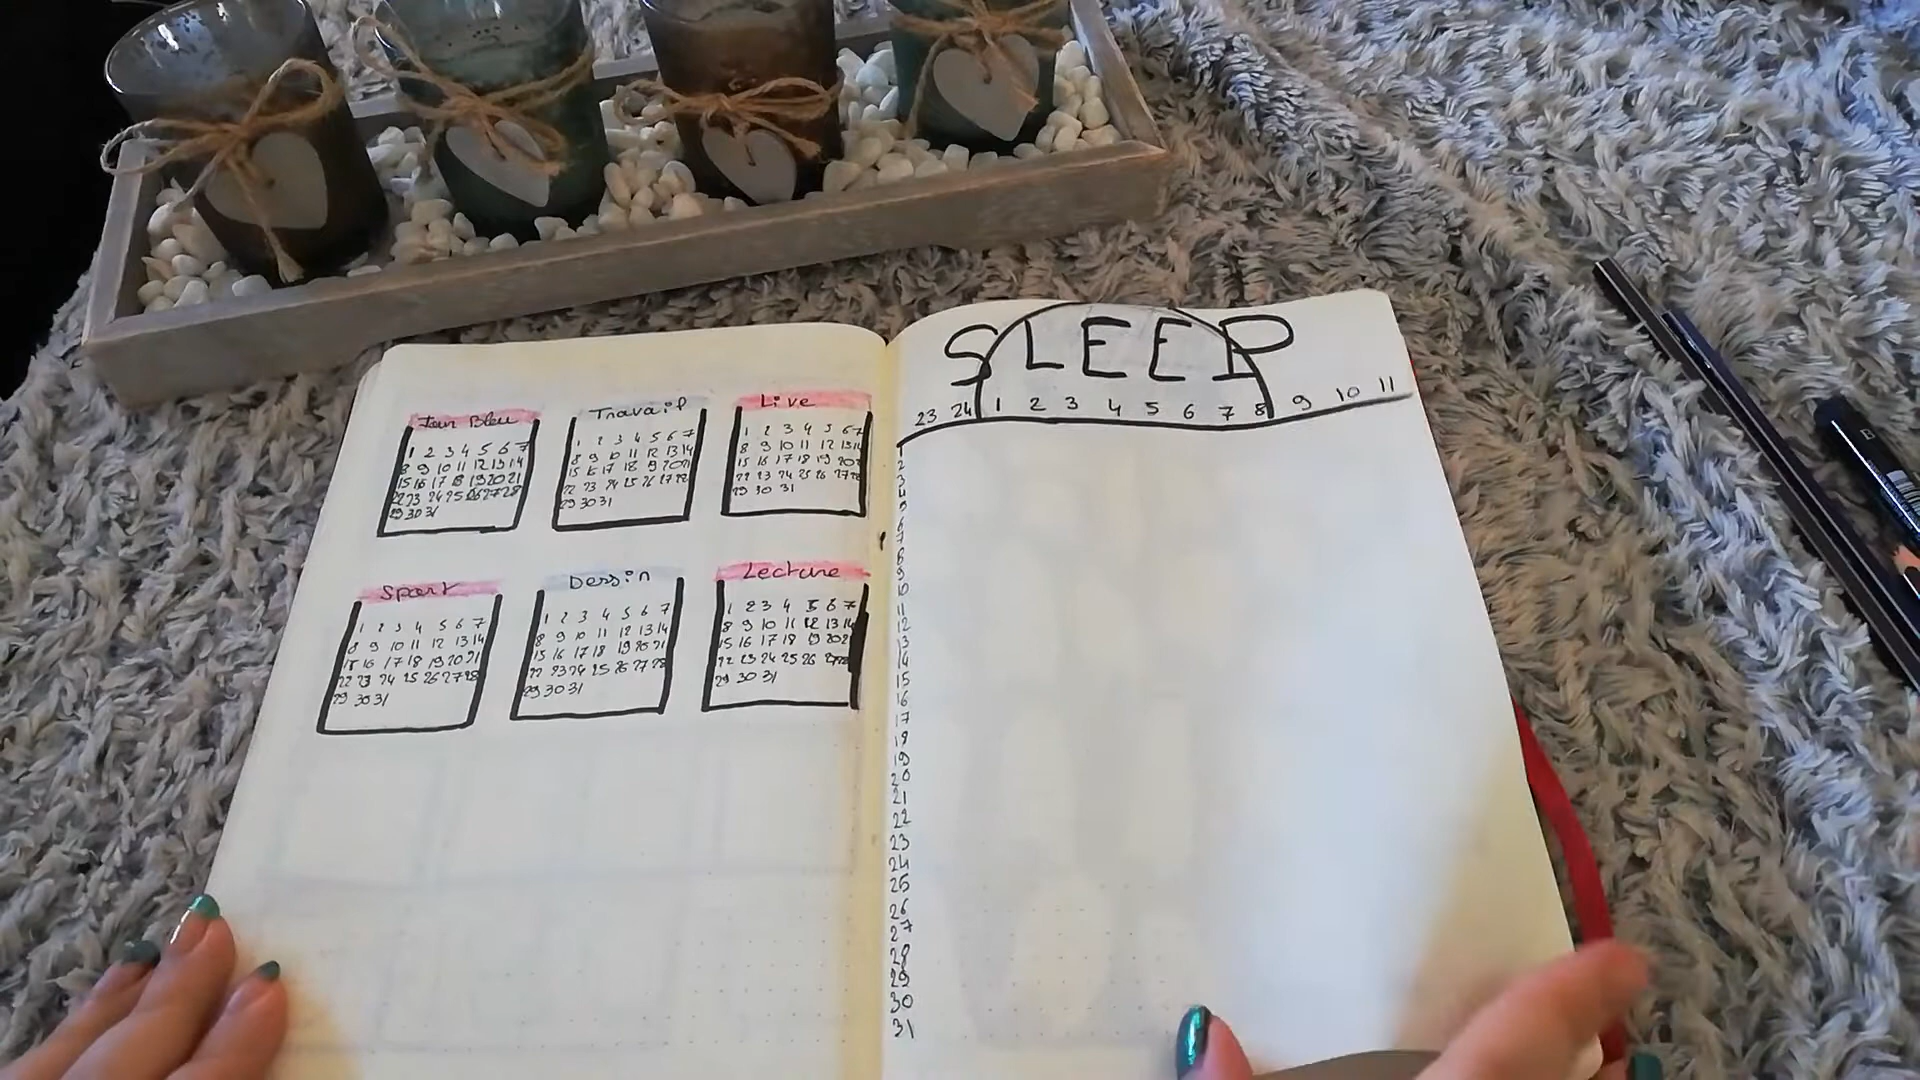 Jour Bleu
1 2 3 4 5 6 7
8 9 10 11 12 13 14
15 16 17 18 19 20 21
22 23 24 25 26 27 28
29 30 31
Travail
1 2 3 4 5 6 7
8 9 10 11 12 13 14
15 16 17 18 19 20 21
22 23 24 25 26 27 28
29 30 31
Live
1 2 3 4 5 6 7
8 9 10 11 12 13 14
15 16 17 18 19 20 21
22 23 24 25 26 27 28
29 30 31
Sport
1 2 3 4 5 6 7
8 9 10 11 12 13 14
15 16 17 18 19 20 21
22 23 24 25 26 27 28
29 30 31
Dessin
1 2 3 4 5 6 7
8 9 10 11 12 13 14
15 16 17 18 19 20 21
22 23 24 25 26 27 28
29 30 31
Lecture
1 2 3 4 5 6 7
8 9 10 11 12 13 14
15 16 17 18 19 20 21
22 23 24 25 26 27 28
29 30 31
SLEEP
23 24 1 2 3 4 5 6 7 8 9 10 11
1
2
3
4
5
6
7
8
9
10
11
12
13
14
15
16
17
18
19
20
21
22
23
24
25
26
27
28
29
30
31
B